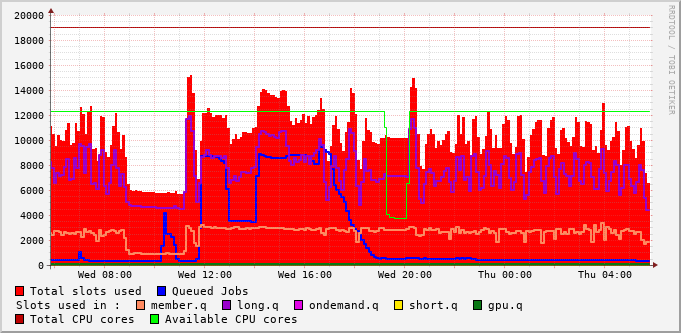 20000
18000
16000
14000
12000
10000
8000
6000
4000
2000
0
Wed 08:00 Wed 12:00 Wed 16:00 Wed 20:00 Thu 00:00 Thu 04:00
RRDTOOL / TOBI OETIKER
Total slots used Queued Jobs
Slots used in : member.q long.q ondemand.q short.q gpu.q
Total CPU cores Available CPU cores